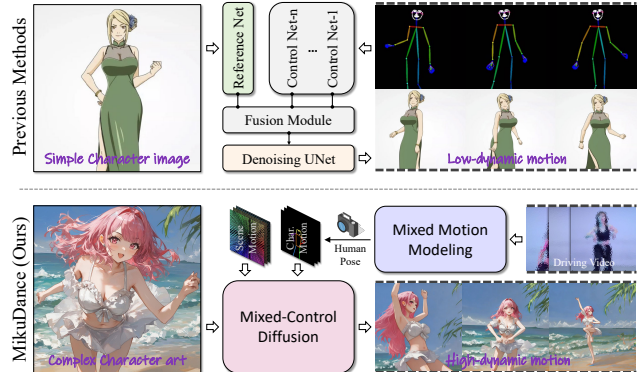 Previous Methods
Simple Character image
Reference Net
Control Net-n
...
Control Net-1
Fusion Module
Denoising UNet
Low-dynamic motion
MikuDance (Ours)
Complex Character art
Scene
Motion
Char.
Motion
Human
Pose
Mixed Motion
Modeling
Driving Video
Mixed-Control
Diffusion
High-dynamic motion